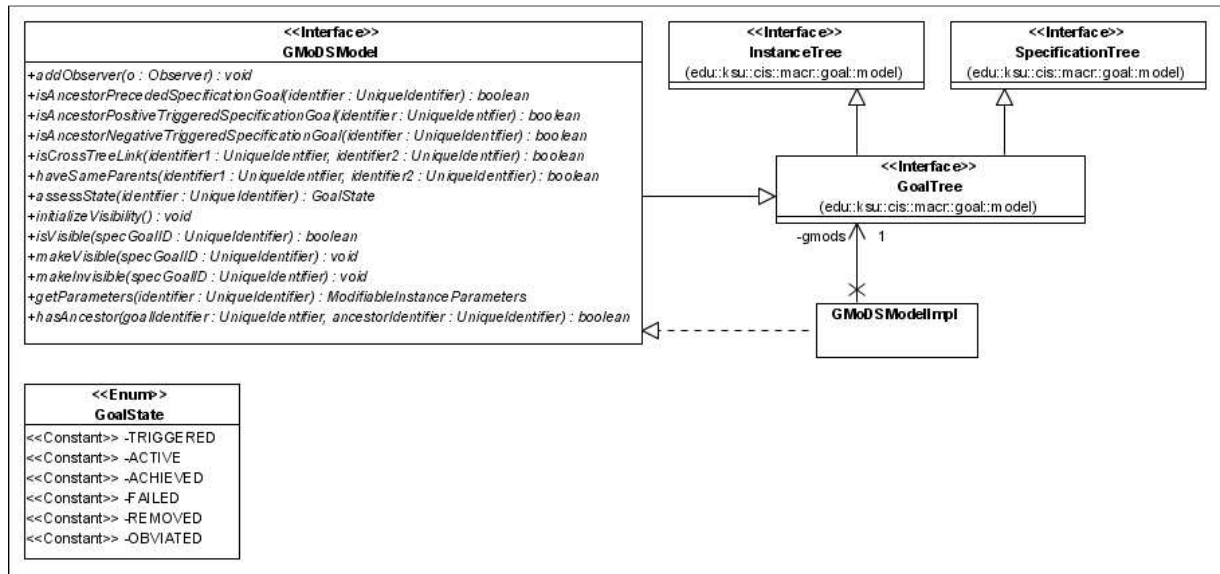 <<Interface>>
GMoDSModel
+addObserver(o : Observer) : void
+isAncestorPrecededSpecificationGoal(identifier : UniqueIdentifier) : boolean
+isAncestorPositiveTriggeredSpecificationGoal(identifier : UniqueIdentifier) : boolean
+isAncestorNegativeTriggeredSpecificationGoal(identifier : UniqueIdentifier) : boolean
+isCrossTreeLink(identifier1 : UniqueIdentifier, identifier2 : UniqueIdentifier) : boolean
+haveSameParents(identifier1 : UniqueIdentifier, identifier2 : UniqueIdentifier) : boolean
+assessState(identifier : UniqueIdentifier) : GoalState
+initializeVisibility() : void
+isVisible(specGoalID : UniqueIdentifier) : boolean
+makeVisible(specGoalID : UniqueIdentifier) : void
+makeInvisible(specGoalID : UniqueIdentifier) : void
+getParameters(identifier : UniqueIdentifier) : ModifiableInstanceParameters
+hasAncestor(goalIdentifier : UniqueIdentifier, ancestorIdentifier : UniqueIdentifier) : boolean
<<Interface>>
InstanceTree
(edu::ksu::cis::macr::goal::model)
<<Interface>>
SpecificationTree
(edu::ksu::cis::macr::goal::model)
<<Interface>>
GoalTree
(edu::ksu::cis::macr::goal::model)
-gmods 1
GMoDSModelImpl
<<Enum>>
GoalState
<<Constant>> -TRIGGERED
<<Constant>> -ACTIVE
<<Constant>> -ACHIEVED
<<Constant>> -FAILED
<<Constant>> -REMOVED
<<Constant>> -OBVIATED